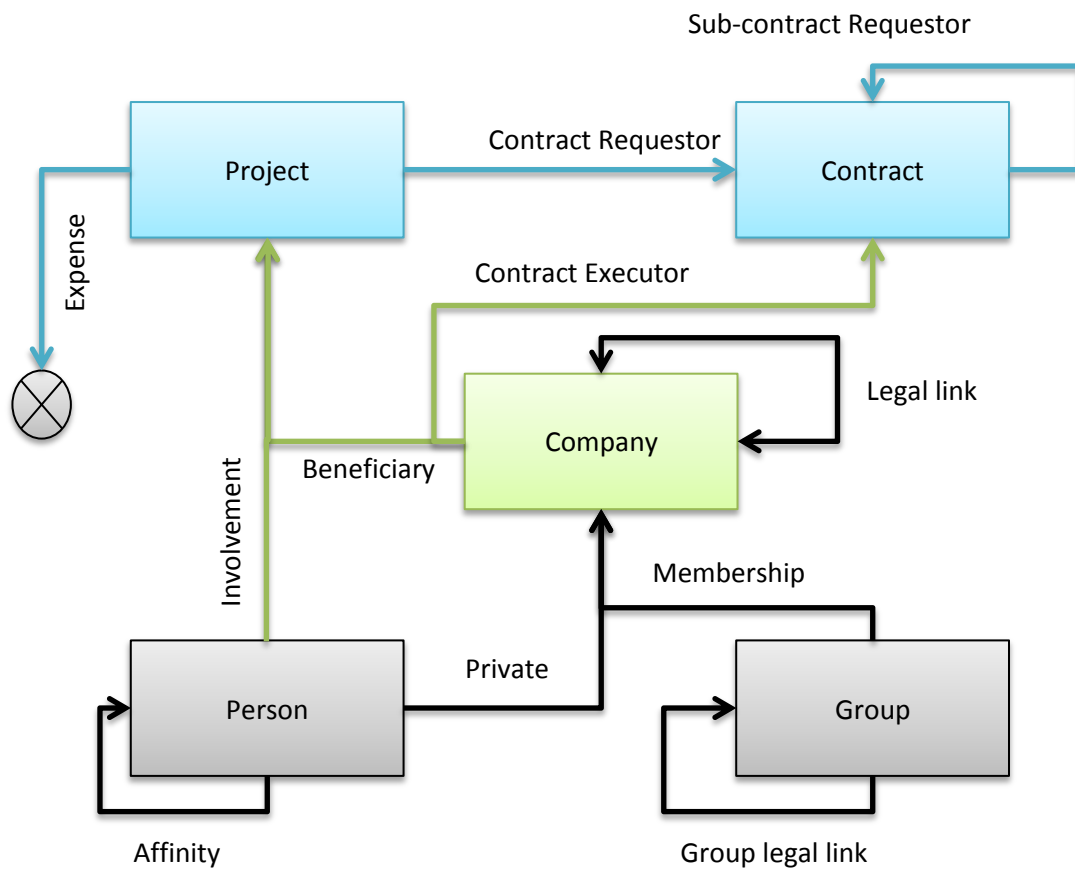 Sub-contract Requestor
Project
Contract Requestor
Contract
Expense
Contract Executor
Legal link
Company
Beneficiary
Involvement
Membership
Private
Person
Group
Affinity
Group legal link